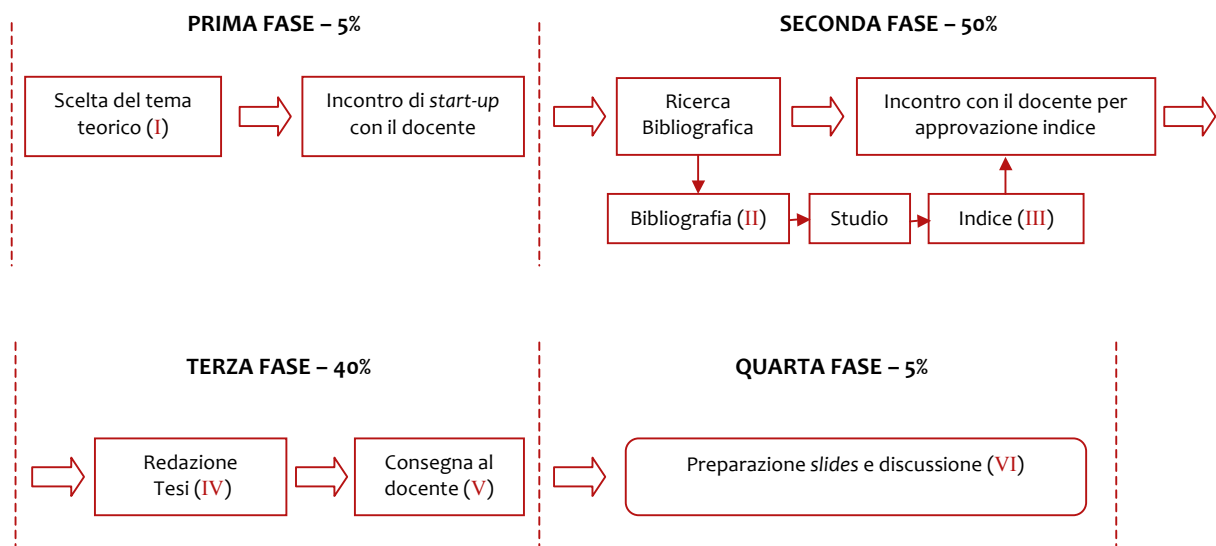 PRIMA FASE – 5%
SECONDA FASE – 50%
Scelta del tema
teorico (I)
Incontro di start-up
con il docente
Ricerca
Bibliografica
Incontro con il docente per
approvazione indice
Bibliografia (II)
Studio
Indice (III)
TERZA FASE – 40%
QUARTA FASE – 5%
Redazione
Tesi (IV)
Consegna al
docente (V)
Preparazione slides e discussione (VI)